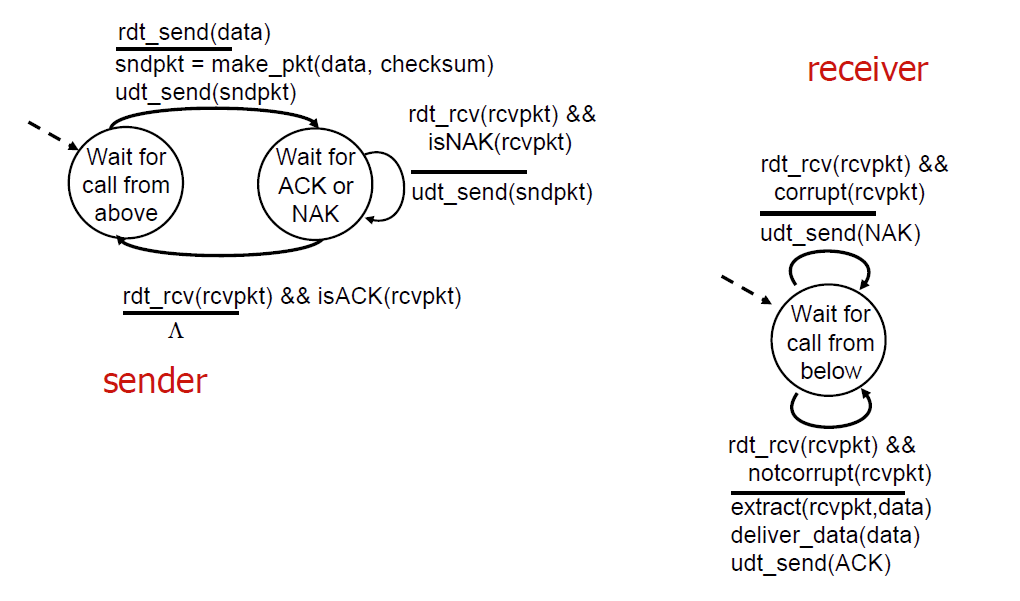 rdt_send(data)
sndpkt = make_pkt(data, checksum)
udt_send(sndpkt)
Wait for
call from
above
Wait for
ACK or
NAK
rdt_rcv(rcvpkt) &&
isNAK(rcvpkt)
udt_send(sndpkt)
rdt_rcv(rcvpkt) && isACK(rcvpkt)
Λ
sender
receiver
rdt_rcv(rcvpkt) &&
corrupt(rcvpkt)
udt_send(NAK)
Wait for
call from
below
rdt_rcv(rcvpkt) &&
notcorrupt(rcvpkt)
extract(rcvpkt,data)
deliver_data(data)
udt_send(ACK)